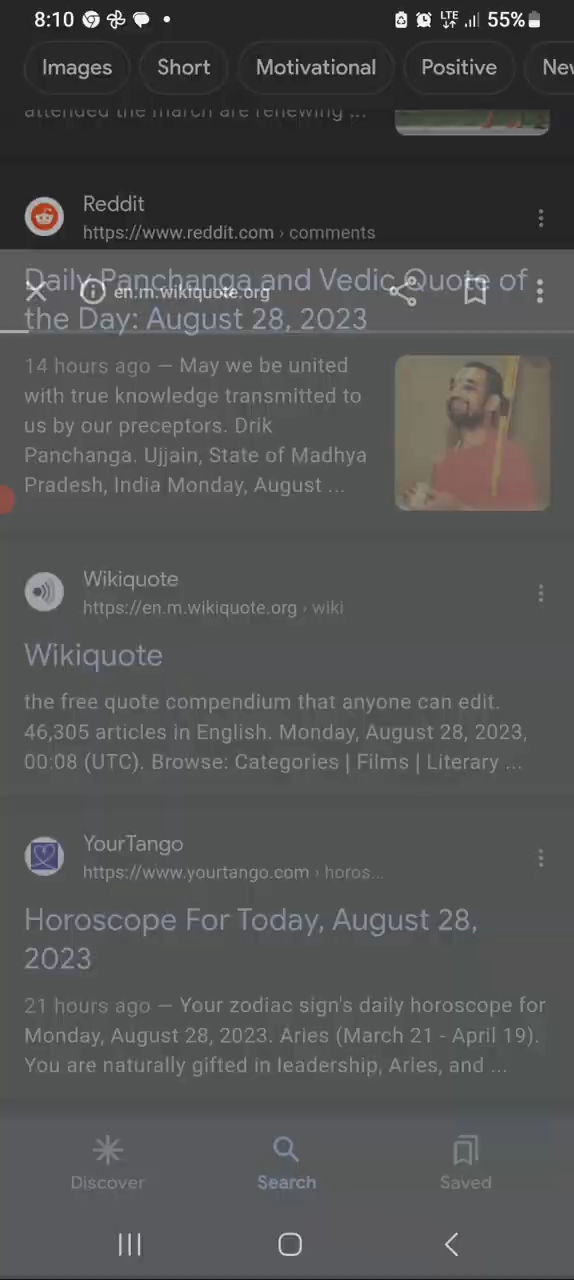 8:10 LTE 55%
Images Short Motivational Positive Nev
attended the march are renewing ...
Reddit
https://www.reddit.com › comments
Daily Panchanga and Vedic Quote of
en.m.wikiquote.org
the Day: August 28, 2023
14 hours ago — May we be united
with true knowledge transmitted to
us by our preceptors. Drik
Panchanga. Ujjain, State of Madhya
Pradesh, India Monday, August ...
Wikiquote
https://en.m.wikiquote.org › wiki
Wikiquote
the free quote compendium that anyone can edit.
46,305 articles in English. Monday, August 28, 2023,
00:08 (UTC). Browse: Categories | Films | Literary ...
YourTango
https://www.yourtango.com › horos...
Horoscope For Today, August 28,
2023
21 hours ago — Your zodiac sign's daily horoscope for
Monday, August 28, 2023. Aries (March 21 - April 19).
You are naturally gifted in leadership, Aries, and ...
Discover Search Saved